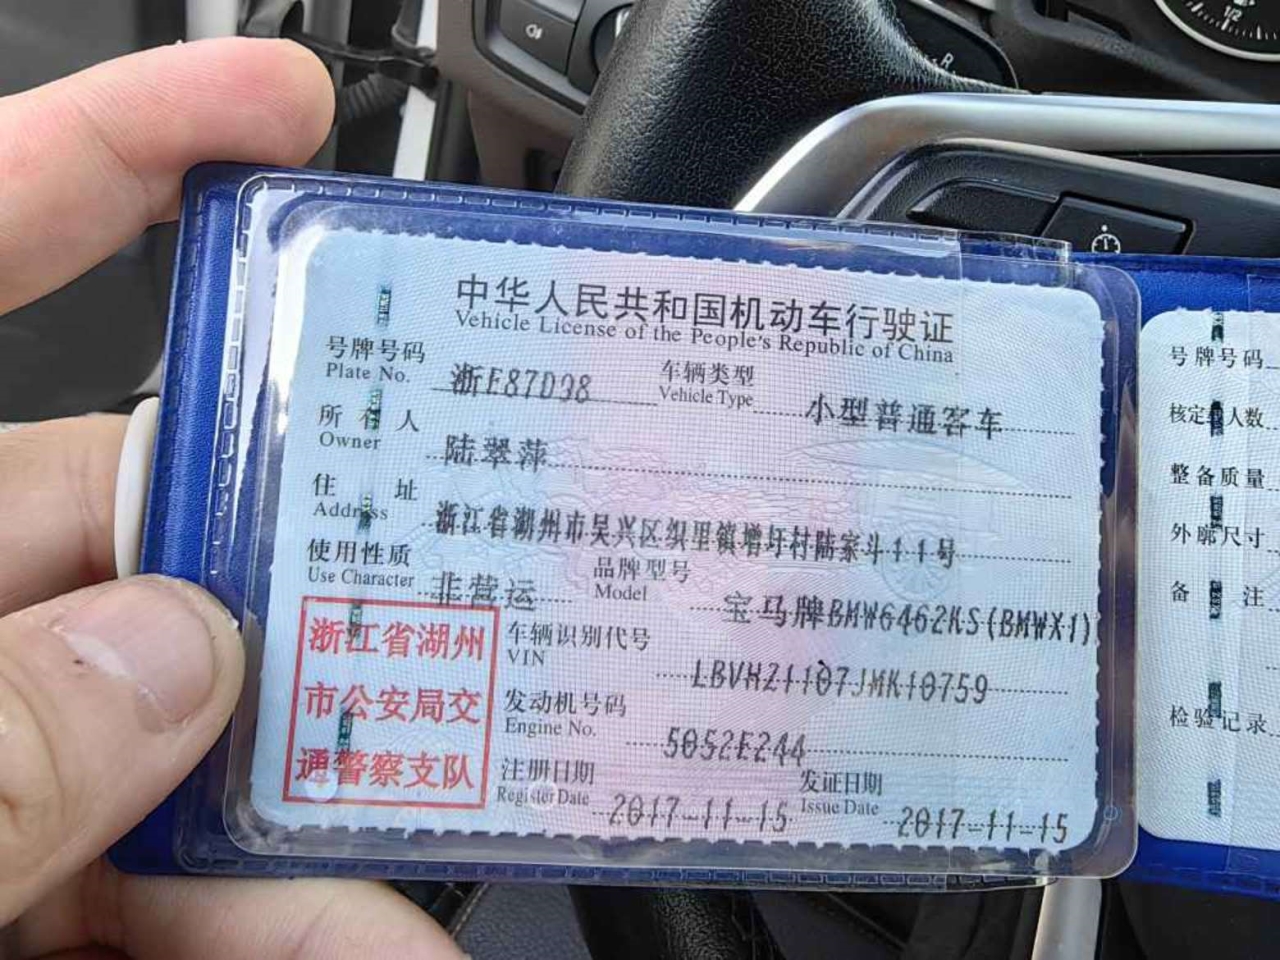 中华人民共和国机动车行驶证
Vehicle License of the People's Republic of China
号牌号码 浙E87D98 车辆类型 小型普通客车
Plate No. Vehicle Type
所有人 陆翠萍
Owner
住址 浙江省湖州市吴兴区织里镇增圩村陆家斗11号
Address
使用性质 非营运 品牌型号 宝马牌BMW6462KS(BMWX1)
Use Character Model
浙江省湖州
市公安局交
通警察支队
车辆识别代号 LBVHZ1107JMK10759
VIN
发动机号码 5052E244
Engine No.
注册日期 2017-11-15 发证日期 2017-11-15
Register Date Issue Date
号牌号码
核定载人数
整备质量
外廓尺寸
备注
检验记录
R
1/2